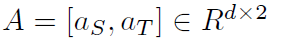 A = [a_S, a_T] ∈ R^{d×2}